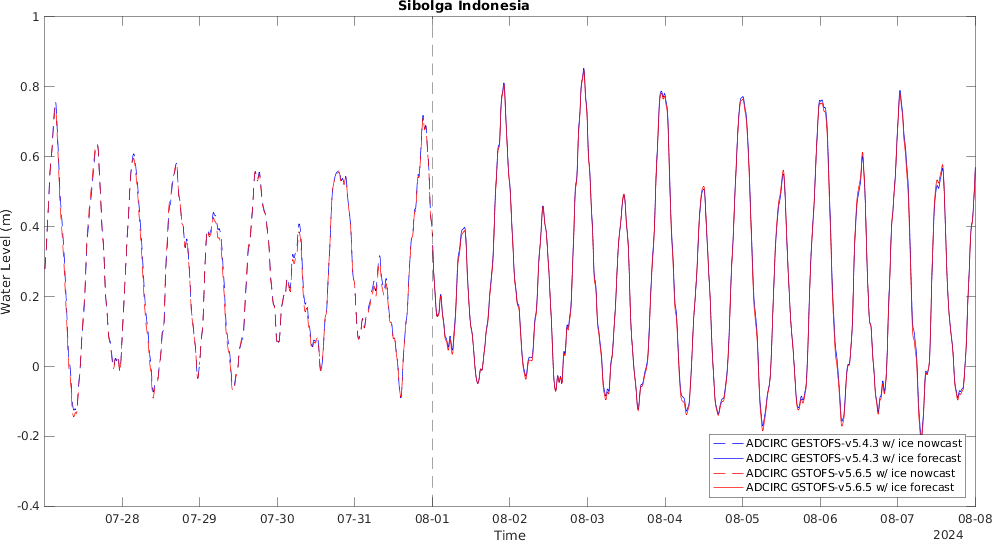 Sibolga Indonesia
Water Level (m)
1
0.8
0.6
0.4
0.2
0
-0.2
-0.4
ADCIRC GESTOFS-v5.4.3 w/ ice nowcast
ADCIRC GESTOFS-v5.4.3 w/ ice forecast
ADCIRC GSTOFS-v5.6.5 w/ ice nowcast
ADCIRC GSTOFS-v5.6.5 w/ ice forecast
07-28 07-29 07-30 07-31 08-01 08-02 08-03 08-04 08-05 08-06 08-07 08-08
Time
2024